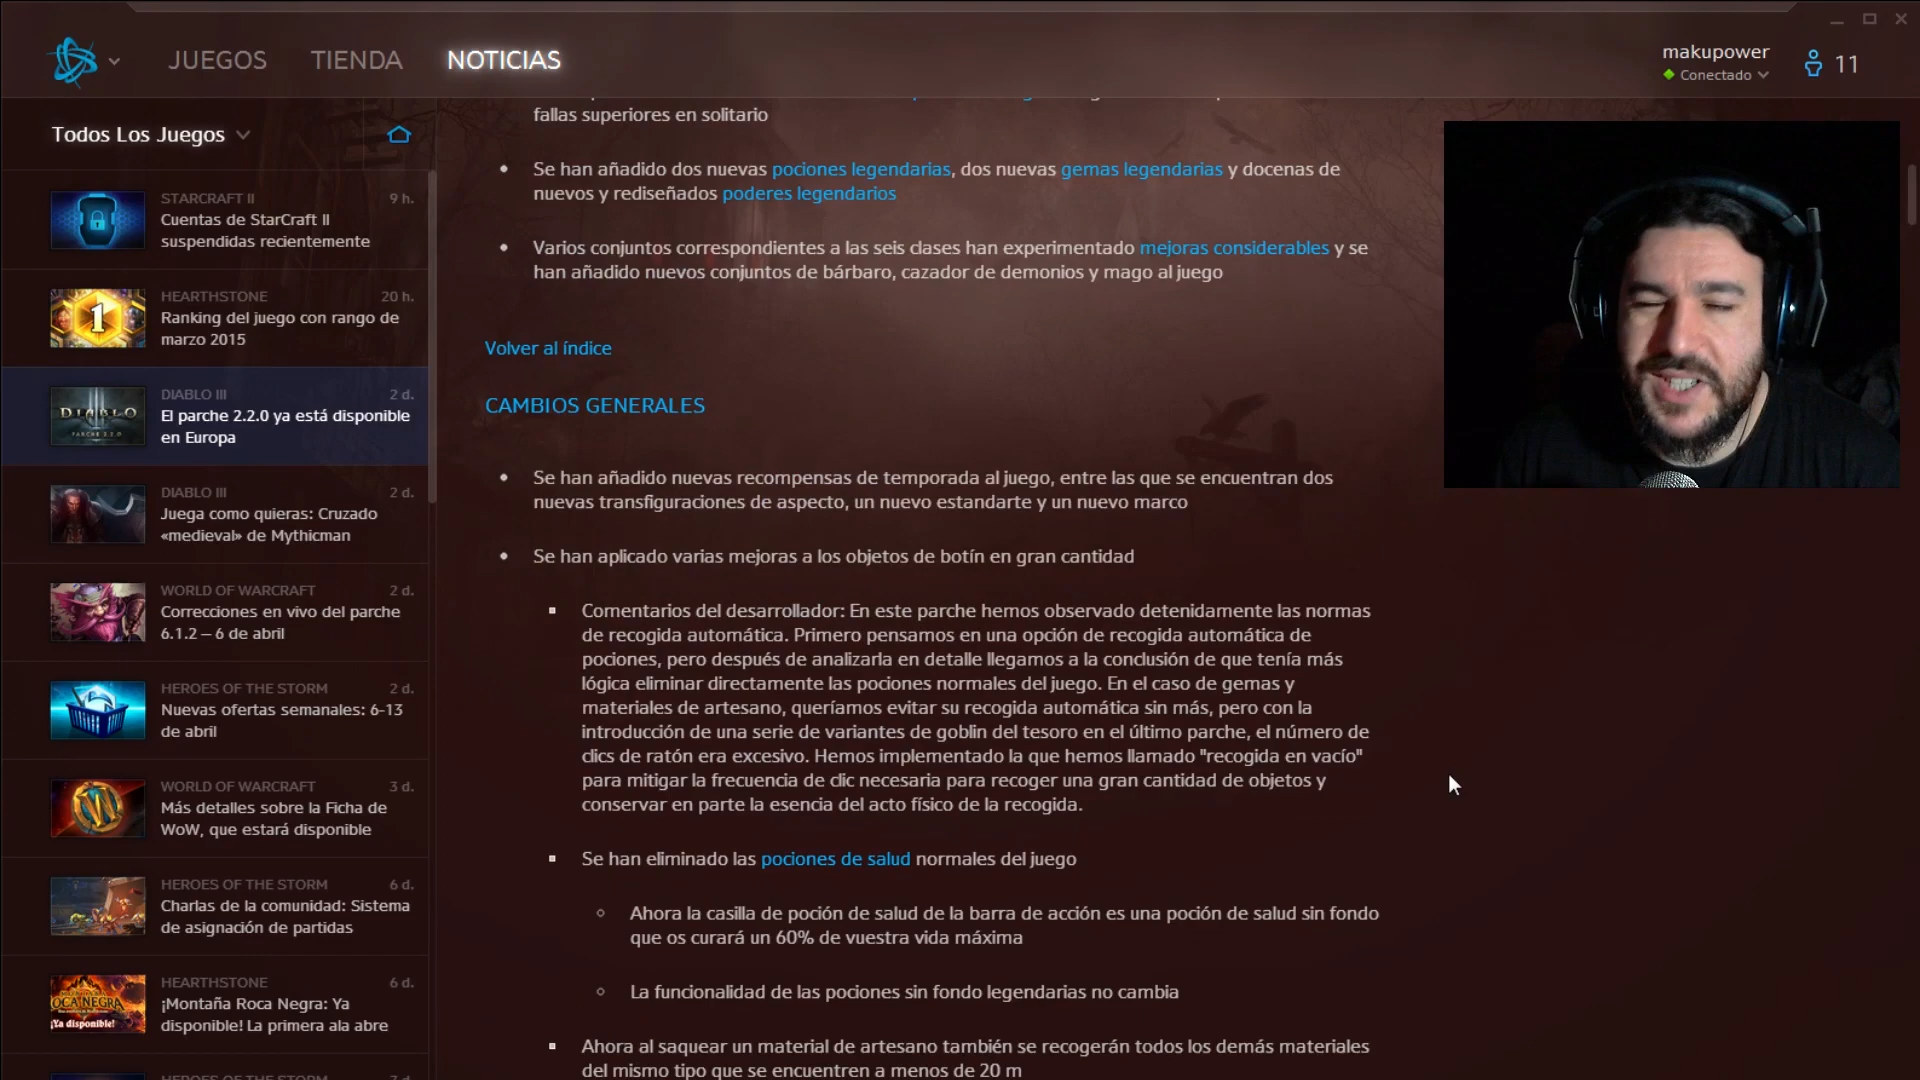 JUEGOS
TIENDA
NOTICIAS
makupower
Conectado
11
Todos Los Juegos
STARCRAFT II
9 h.
Cuentas de StarCraft II
suspendidas recientemente
HEARTHSTONE
20 h.
Ranking del juego con rango de
marzo 2015
DIABLO
PARCHE 2.2.0
DIABLO III
2 d.
El parche 2.2.0 ya está disponible
en Europa
DIABLO III
2 d.
Juega como quieras: Cruzado
«medieval» de Mythicman
WORLD OF WARCRAFT
2 d.
Correcciones en vivo del parche
6.1.2 – 6 de abril
HEROES OF THE STORM
2 d.
Nuevas ofertas semanales: 6-13
de abril
WORLD OF WARCRAFT
3 d.
Más detalles sobre la Ficha de
WoW, que estará disponible
HEROES OF THE STORM
6 d.
Charlas de la comunidad: Sistema
de asignación de partidas
OCA NEGRA
¡Ya disponible!
HEARTHSTONE
6 d.
¡Montaña Roca Negra: Ya
disponible! La primera ala abre
HEROES OF THE STORM
7 d.
fallas superiores en solitario
• Se han añadido dos nuevas pociones legendarias, dos nuevas gemas legendarias y docenas de
nuevos y rediseñados poderes legendarios
• Varios conjuntos correspondientes a las seis clases han experimentado mejoras considerables y se
han añadido nuevos conjuntos de bárbaro, cazador de demonios y mago al juego
Volver al índice
CAMBIOS GENERALES
• Se han añadido nuevas recompensas de temporada al juego, entre las que se encuentran dos
nuevas transfiguraciones de aspecto, un nuevo estandarte y un nuevo marco
• Se han aplicado varias mejoras a los objetos de botín en gran cantidad
▪ Comentarios del desarrollador: En este parche hemos observado detenidamente las normas
de recogida automática. Primero pensamos en una opción de recogida automática de
pociones, pero después de analizarla en detalle llegamos a la conclusión de que tenía más
lógica eliminar directamente las pociones normales del juego. En el caso de gemas y
materiales de artesano, queríamos evitar su recogida automática sin más, pero con la
introducción de una serie de variantes de goblin del tesoro en el último parche, el número de
clics de ratón era excesivo. Hemos implementado la que hemos llamado "recogida en vacío"
para mitigar la frecuencia de clic necesaria para recoger una gran cantidad de objetos y
conservar en parte la esencia del acto físico de la recogida.
▪ Se han eliminado las pociones de salud normales del juego
◦ Ahora la casilla de poción de salud de la barra de acción es una poción de salud sin fondo
que os curará un 60% de vuestra vida máxima
◦ La funcionalidad de las pociones sin fondo legendarias no cambia
▪ Ahora al saquear un material de artesano también se recogerán todos los demás materiales
del mismo tipo que se encuentren a menos de 20 m